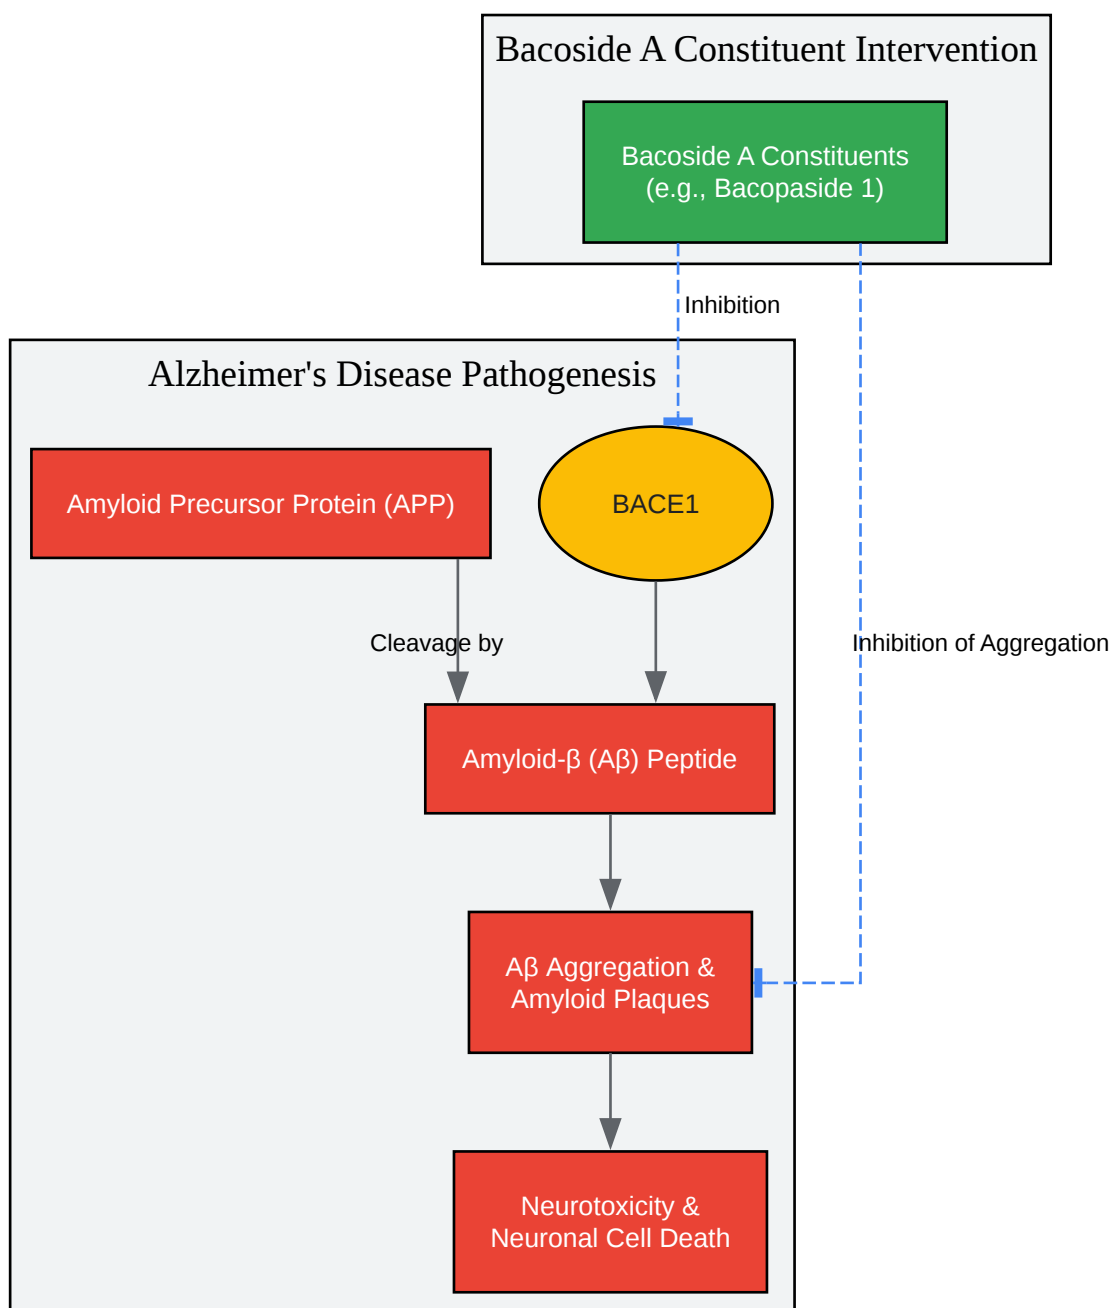 Bacoside A Constituent Intervention
Bacoside A Constituents
(e.g., Bacopaside 1)
Inhibition
Alzheimer's Disease Pathogenesis
Amyloid Precursor Protein (APP)
BACE1
Cleavage by
Inhibition of Aggregation
Amyloid-β (Aβ) Peptide
Aβ Aggregation &
Amyloid Plaques
Neurotoxicity &
Neuronal Cell Death